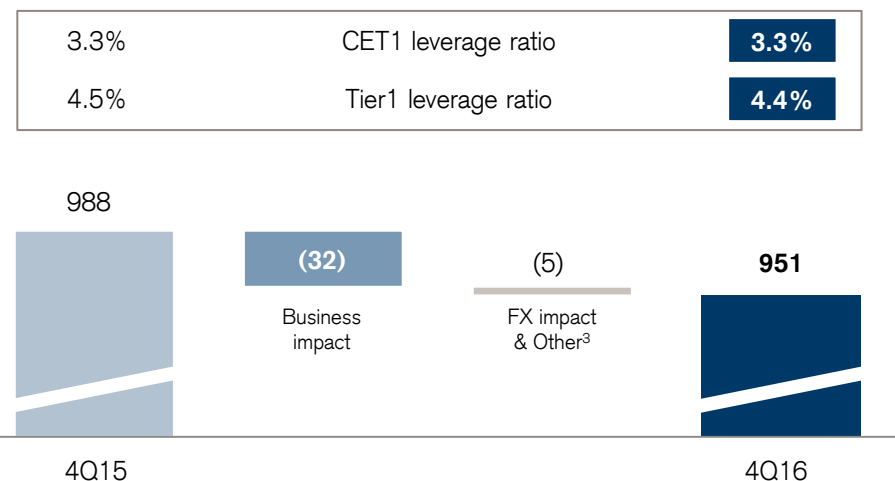 3.3% CET1 leverage ratio 3.3%
4.5% Tier1 leverage ratio 4.4%
988
(32)
(5)
951
Business
impact
FX impact
& Other³
4Q15
4Q16